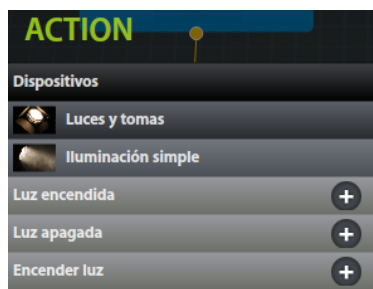 ACTION
Dispositivos
Luces y tomas
Iluminación simple
Luz encendida
Luz apagada
Encender luz